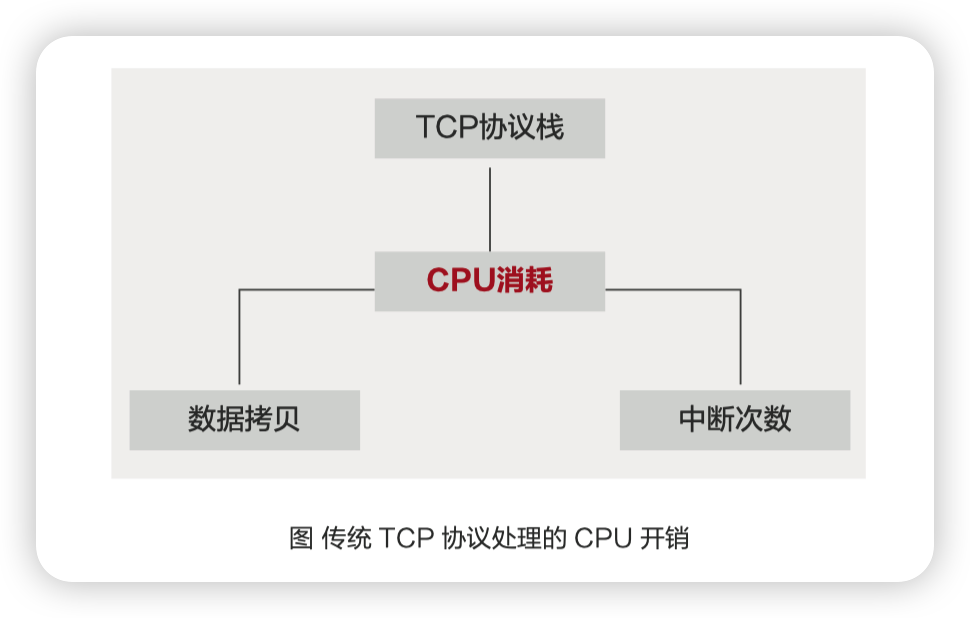 TCP协议栈
CPU消耗
数据拷贝
中断次数
图 传统 TCP 协议处理的 CPU 开销